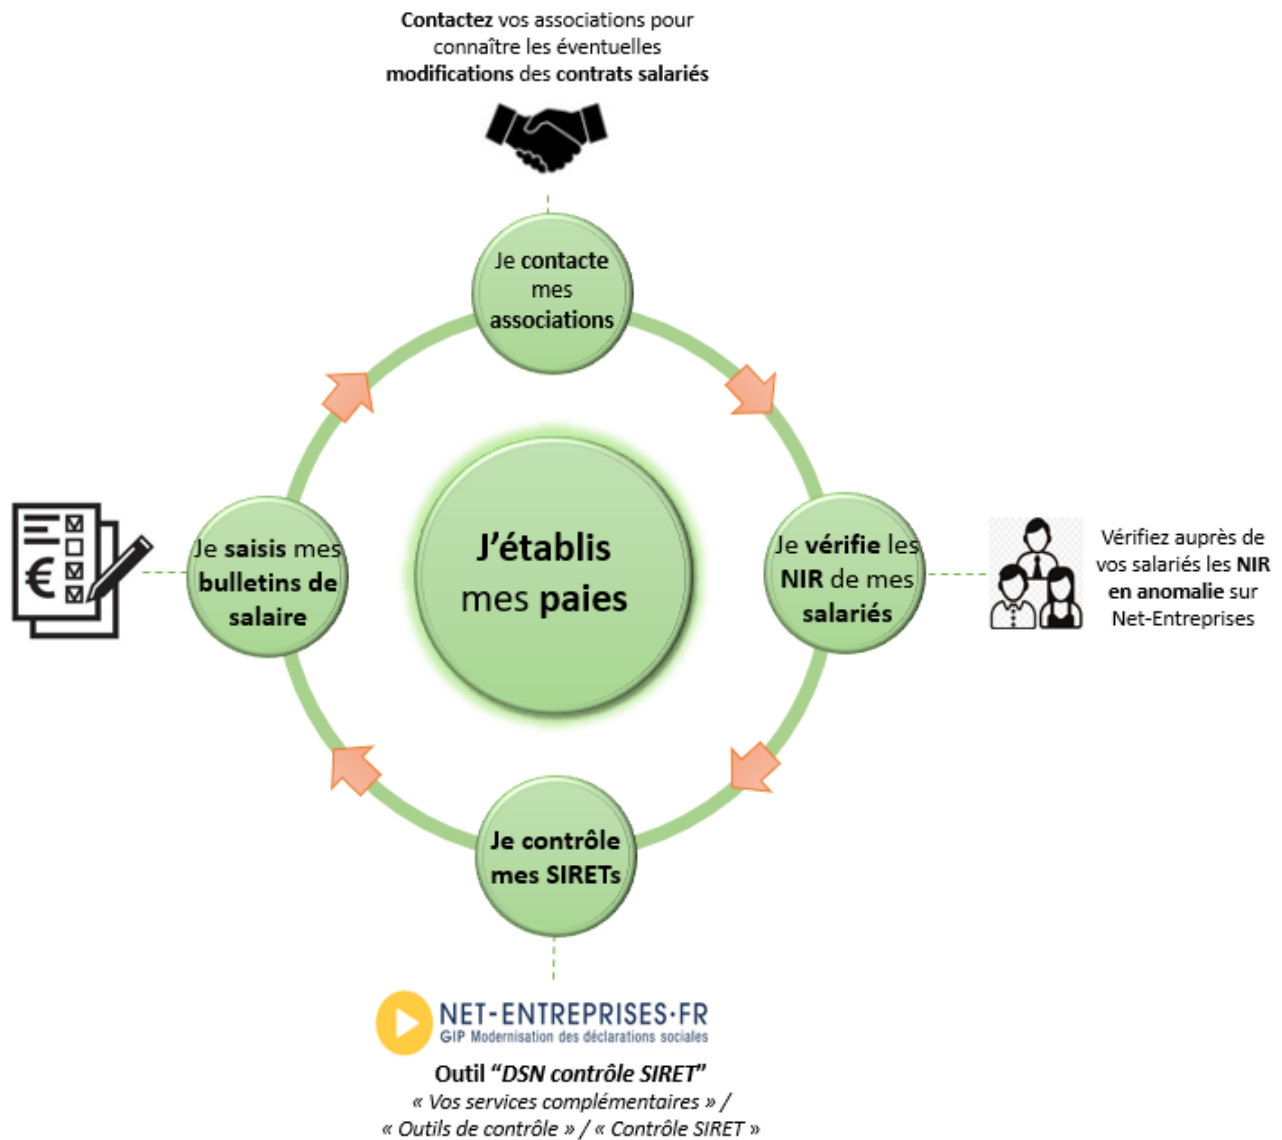 Contactez vos associations pour
connaître les éventuelles
modifications des contrats salariés
Je contacte
mes
associations
J'établis
mes paies
Je vérifie les
NIR de mes
salariés
Vérifiez auprès de
vos salariés les NIR
en anomalie sur
Net-Entreprises
Je contrôle
mes SIRETs
NET-ENTREPRISES·FR
GIP Modernisation des déclarations sociales
Outil “DSN contrôle SIRET”
« Vos services complémentaires » /
« Outils de contrôle » / « Contrôle SIRET »
Je saisis mes
bulletins de
salaire
€